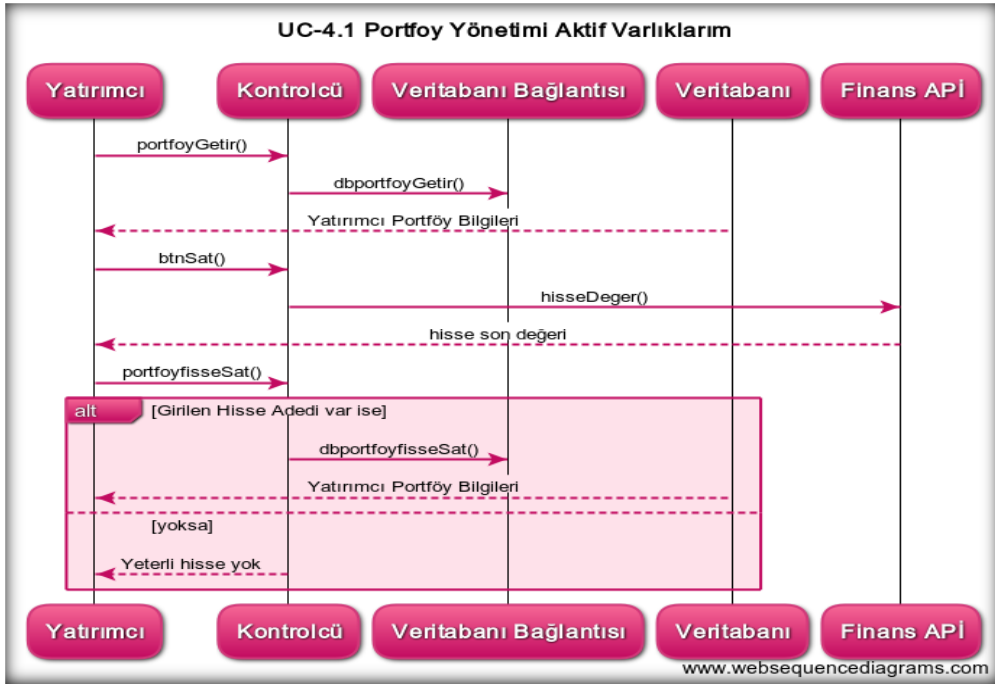 UC-4.1 Portfoy Yönetimi Aktif Varlıklarım
Yatırımcı Kontrolcü Veritabanı Bağlantısı Veritabanı Finans APİ
portfoyGetir()
dbportfoyGetir()
Yatırımcı Portföy Bilgileri
btnSat()
hisseDeger()
hisse son değeri
portfoyfisseSat()
alt [Girilen Hisse Adedi var ise]
dbportfoyfisseSat()
Yatırımcı Portföy Bilgileri
[yoksa]
Yeterli hisse yok
Yatırımcı Kontrolcü Veritabanı Bağlantısı Veritabanı Finans APİ
www.websequencediagrams.com